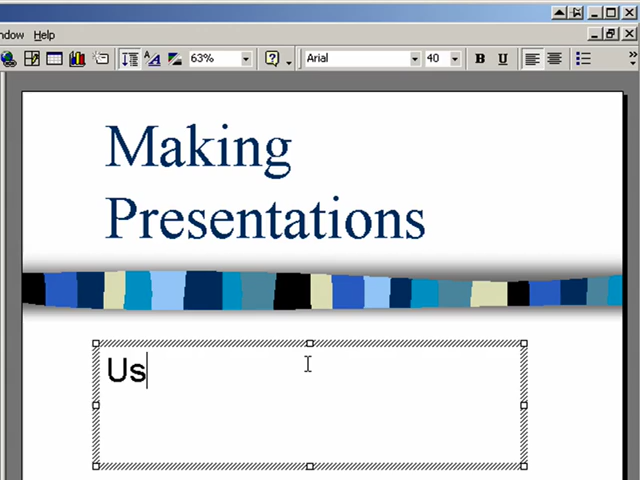 ndow Help
63% Arial 40 B U
Making
Presentations
Us